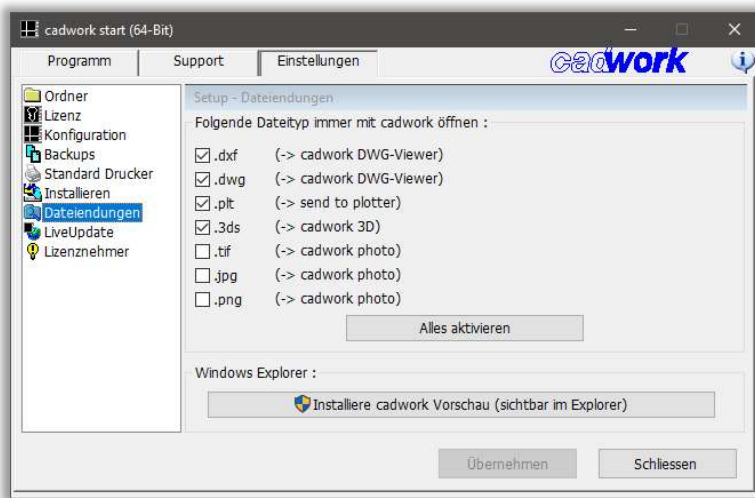 cadwork start (64-Bit)
Programm Support Einstellungen cadwork
Ordner
Lizenz
Konfiguration
Backups
Standard Drucker
Installieren
Dateiendungen
LiveUpdate
Lizenznehmer
Setup - Dateiendungen
Folgende Dateityp immer mit cadwork öffnen :
.dxf (-> cadwork DWG-Viewer)
.dwg (-> cadwork DWG-Viewer)
.plt (-> send to plotter)
.3ds (-> cadwork 3D)
.tif (-> cadwork photo)
.jpg (-> cadwork photo)
.png (-> cadwork photo)
Alles aktivieren
Windows Explorer :
Installiere cadwork Vorschau (sichtbar im Explorer)
Übernehmen Schliessen